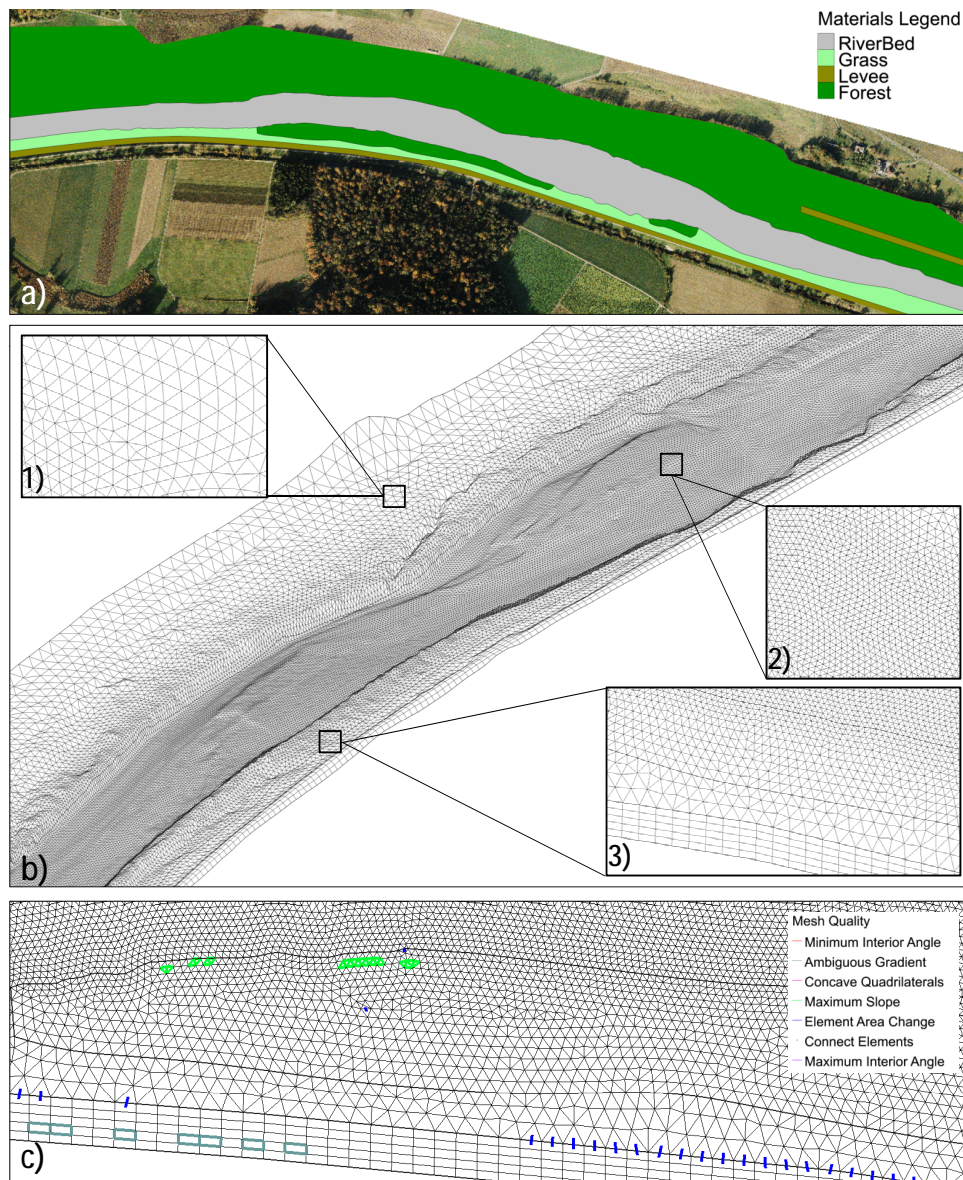 Materials Legend
RiverBed
Grass
Levee
Forest
a)
1)
2)
3)
b)
Mesh Quality
Minimum Interior Angle
Ambiguous Gradient
Concave Quadrilaterals
Maximum Slope
Element Area Change
Connect Elements
Maximum Interior Angle
c)